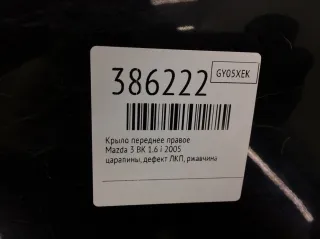 386222
GY05XEK
Крыло переднее правое
Mazda 3 BK 1.6 i 2005
царапины, дефект ЛКП, ржавчина